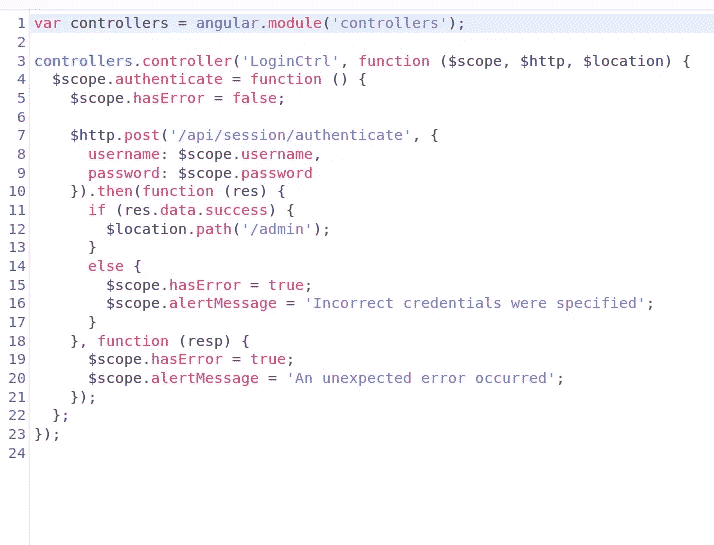 1 var controllers = angular.module('controllers');
2
3 controllers.controller('LoginCtrl', function ($scope, $http, $location) {
4   $scope.authenticate = function () {
5     $scope.hasError = false;
6
7     $http.post('/api/session/authenticate', {
8       username: $scope.username,
9       password: $scope.password
10     }).then(function (res) {
11       if (res.data.success) {
12         $location.path('/admin');
13       }
14       else {
15         $scope.hasError = true;
16         $scope.alertMessage = 'Incorrect credentials were specified';
17       }
18     }, function (resp) {
19       $scope.hasError = true;
20       $scope.alertMessage = 'An unexpected error occurred';
21     });
22   };
23 });
24